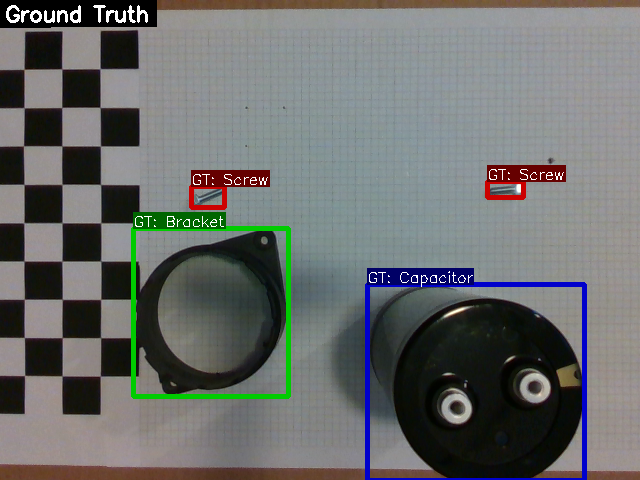 Ground Truth
GT: Screw
GT: Screw
GT: Bracket
GT: Capacitor